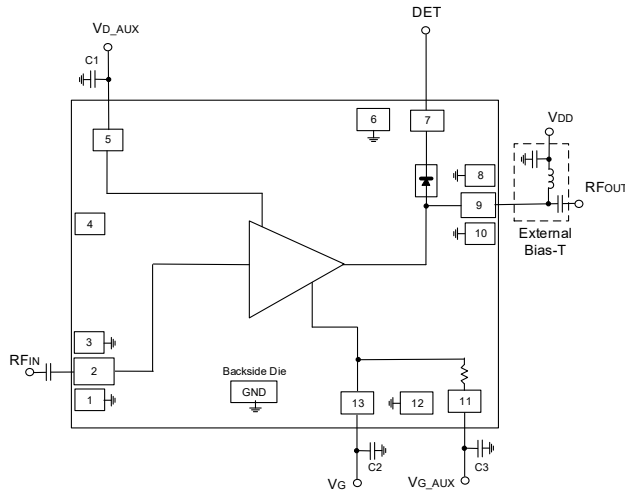 DET
VD_AUX
C1
6
7
VDD
5
8
RFOUT
9
4
10
External
Bias-T
3
RFIN
2
Backside Die
GND
1
13
12
11
C2
C3
VG
VG_AUX